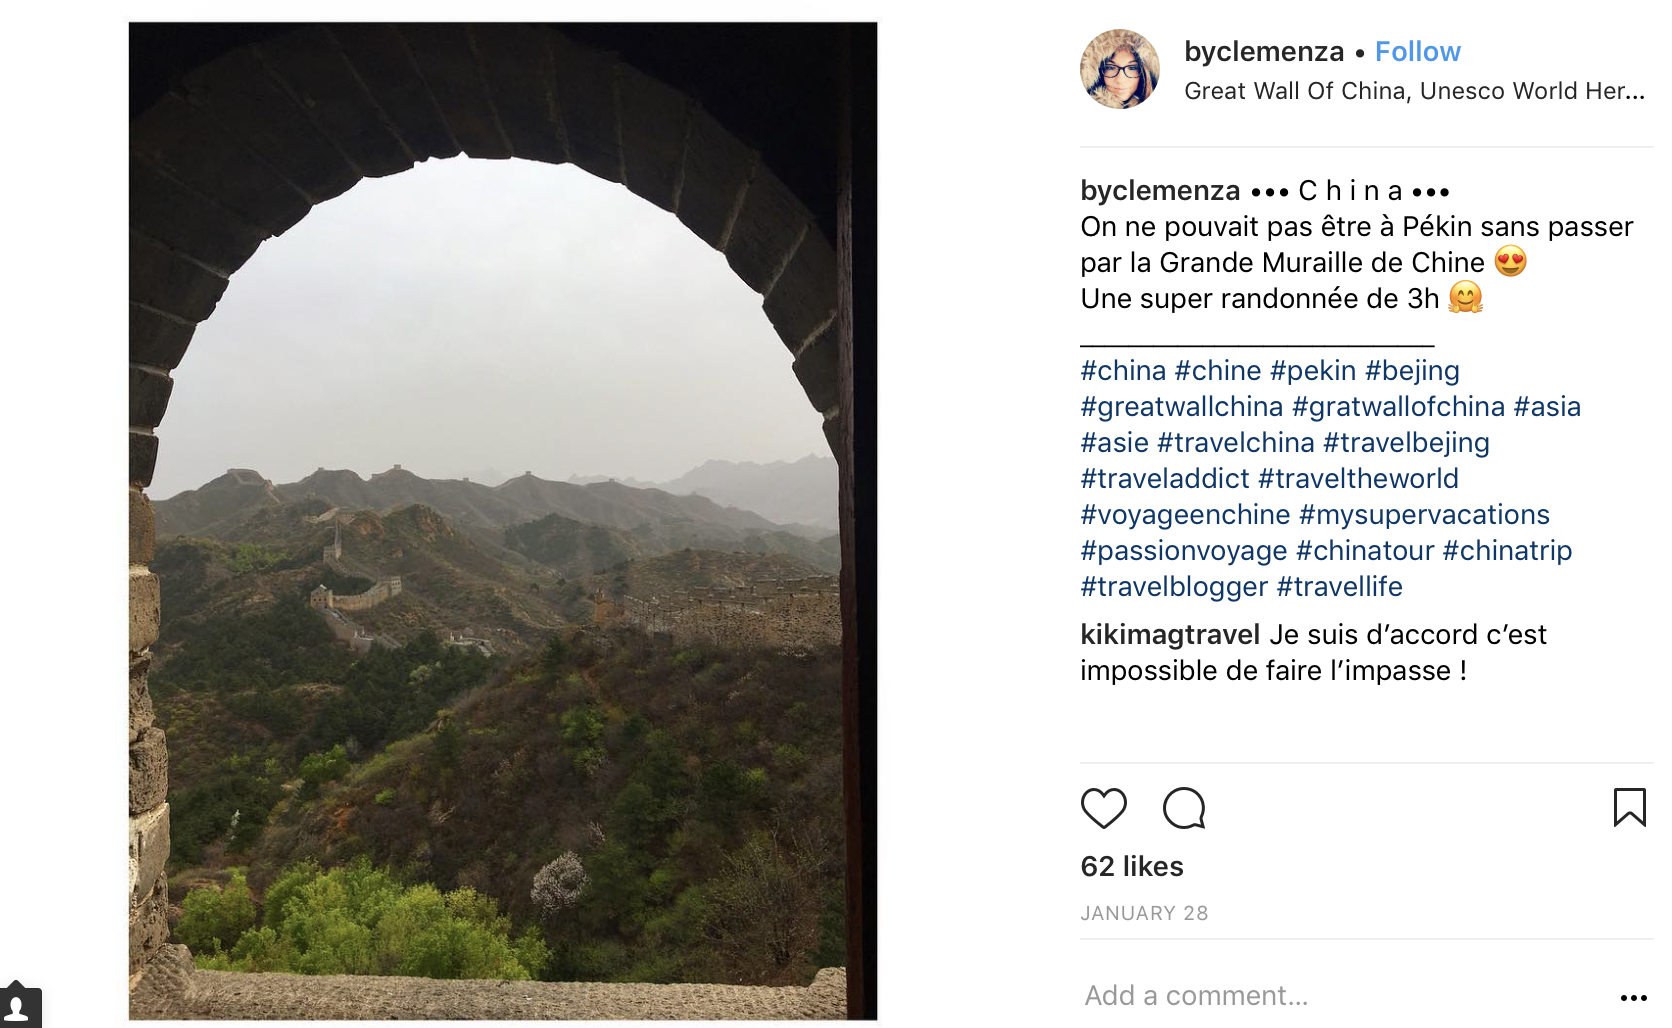 byclemenza • Follow
Great Wall Of China, Unesco World Her...
byclemenza ••• C h i n a •••
On ne pouvait pas être à Pékin sans passer
par la Grande Muraille de Chine 😍
Une super randonnée de 3h 🤗
___________________________
#china #chine #pekin #bejing
#greatwallchina #gratwallofchina #asia
#asie #travelchina #travelbejing
#traveladdict #traveltheworld
#voyageenchine #mysupervacations
#passionvoyage #chinatour #chinatrip
#travelblogger #travellife
kikimagtravel Je suis d’accord c’est
impossible de faire l’impasse !
62 likes
JANUARY 28
Add a comment...